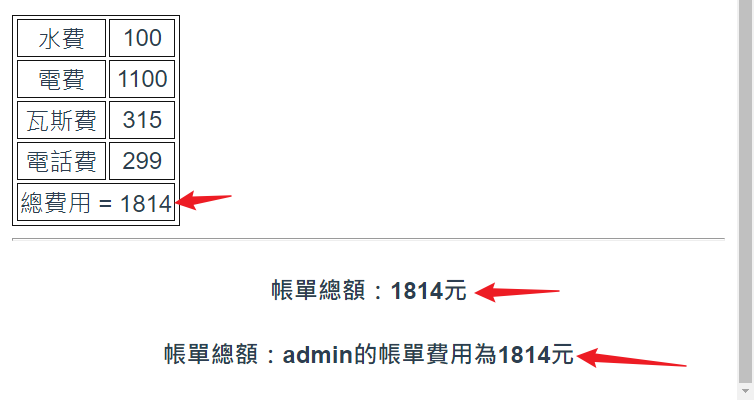 水費 100
電費 1100
瓦斯費 315
電話費 299
總費用 = 1814
帳單總額：1814元
帳單總額：admin的帳單費用為1814元